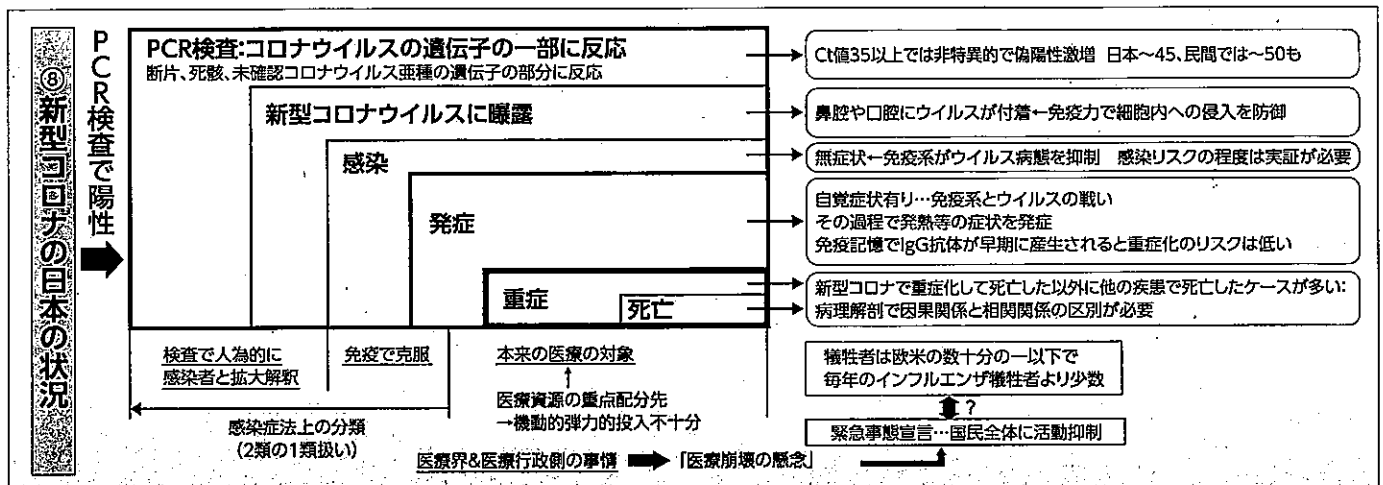 ⑧新型コロナの日本の状況
PCR検査で陽性
PCR検査:コロナウイルスの遺伝子の一部に反応
断片、死骸、未確認コロナウイルス亜種の遺伝子の部分に反応
Ct値35以上では非特異的で偽陽性激増 日本~45、民間では~50も
新型コロナウイルスに曝露
鼻腔や口腔にウイルスが付着←免疫力で細胞内への侵入を防御
感染
無症状←免疫系がウイルス病態を抑制 感染リスクの程度は実証が必要
発症
自覚症状有り…免疫系とウイルスの戦い
その過程で発熱等の症状を発症
免疫記憶でIgG抗体が早期に産生されると重症化のリスクは低い
重症
死亡
新型コロナで重症化して死亡した以外に他の疾患で死亡したケースが多い:
病理解剖で因果関係と相関関係の区別が必要
検査で人為的に
感染者と拡大解釈
免疫で克服
本来の医療の対象
医療資源の重点配分先
→機動的弾力的投入不十分
感染症法上の分類
(2類の1類扱い)
犠牲者は欧米の数十分の一以下で
毎年のインフルエンザ犠牲者より少数
?
緊急事態宣言…国民全体に活動抑制
医療界&医療行政側の事情 ➡ 「医療崩壊の懸念」